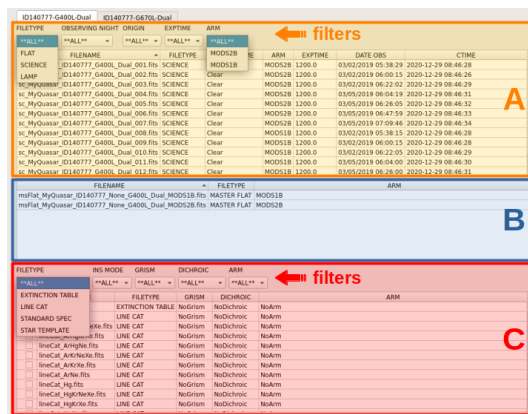 ID140777-G400L-Dual ID140777-G670L-Dual
FILETYPE OBSERVING NIGHT ORIGIN EXPTIME ARM
**ALL** **ALL** **ALL** **ALL** **ALL** filters
FLAT MODS2B
SCIENCE MODS1B
LAMP
FILENAME FILETYPE ARM EXPTIME DATE OBS CTIME
_ID140777_G400L_Dual_001.fits SCIENCE MODS2B 1200.0 03/02/2019 05:38:29 2020-12-29 08:46:28
_ID140777_G400L_Dual_002.fits SCIENCE Clear MODS2B 1200.0 03/02/2019 06:00:15 2020-12-29 08:46:26
sc_MyQuasar_ID140777_G400L_Dual_003.fits SCIENCE Clear MODS2B 1200.0 03/02/2019 06:22:02 2020-12-29 08:46:29
sc_MyQuasar_ID140777_G400L_Dual_004.fits SCIENCE Clear MODS2B 1200.0 03/05/2019 06:04:19 2020-12-29 08:46:31
sc_MyQuasar_ID140777_G400L_Dual_005.fits SCIENCE Clear MODS2B 1200.0 03/05/2019 06:26:05 2020-12-29 08:46:32
sc_MyQuasar_ID140777_G400L_Dual_006.fits SCIENCE Clear MODS2B 1200.0 03/05/2019 06:47:59 2020-12-29 08:46:33
sc_MyQuasar_ID140777_G400L_Dual_007.fits SCIENCE Clear MODS2B 1200.0 03/05/2019 07:09:46 2020-12-29 08:46:34
sc_MyQuasar_ID140777_G400L_Dual_008.fits SCIENCE Clear MODS1B 1200.0 03/02/2019 05:38:15 2020-12-29 08:46:28
sc_MyQuasar_ID140777_G400L_Dual_009.fits SCIENCE Clear MODS1B 1200.0 03/02/2019 06:00:15 2020-12-29 08:46:28
sc_MyQuasar_ID140777_G400L_Dual_010.fits SCIENCE Clear MODS1B 1200.0 03/02/2019 06:22:05 2020-12-29 08:46:29
sc_MyQuasar_ID140777_G400L_Dual_011.fits SCIENCE Clear MODS1B 1200.0 03/05/2019 06:04:00 2020-12-29 08:46:30
sc_MyQuasar_ID140777_G400L_Dual_012.fits SCIENCE Clear MODS1B 1200.0 03/05/2019 06:26:00 2020-12-29 08:46:31
A
FILENAME FILETYPE ARM
msFlat_MyQuasar_ID140777_None_G400L_Dual_MODS1B.fits MASTER FLAT MODS1B
msFlat_MyQuasar_ID140777_None_G400L_Dual_MODS2B.fits MASTER FLAT MODS2B
B
FILETYPE INS MODE GRISM DICHROIC ARM
**ALL** **ALL** **ALL** **ALL** **ALL** filters
EXTINCTION TABLE
LINE CAT
STANDARD SPEC
STAR TEMPLATE
FILETYPE GRISM DICHROIC ARM
EXTINCTION TABLE NoGrism NoDichroic NoArm
LINE CAT NoGrism NoDichroic NoArm
eXe.fits LINE CAT NoGrism NoDichroic NoArm
LINE CAT NoGrism NoDichroic NoArm
lineCat_ArHgNe.fits LINE CAT NoGrism NoDichroic NoArm
lineCat_ArKrNeXe.fits LINE CAT NoGrism NoDichroic NoArm
lineCat_ArKrXe.fits LINE CAT NoGrism NoDichroic NoArm
lineCat_ArNe.fits LINE CAT NoGrism NoDichroic NoArm
lineCat_Hg.fits LINE CAT NoGrism NoDichroic NoArm
lineCat_HgKrNeXe.fits LINE CAT NoGrism NoDichroic NoArm
lineCat_HgKrXe.fits LINE CAT NoGrism NoDichroic NoArm
C